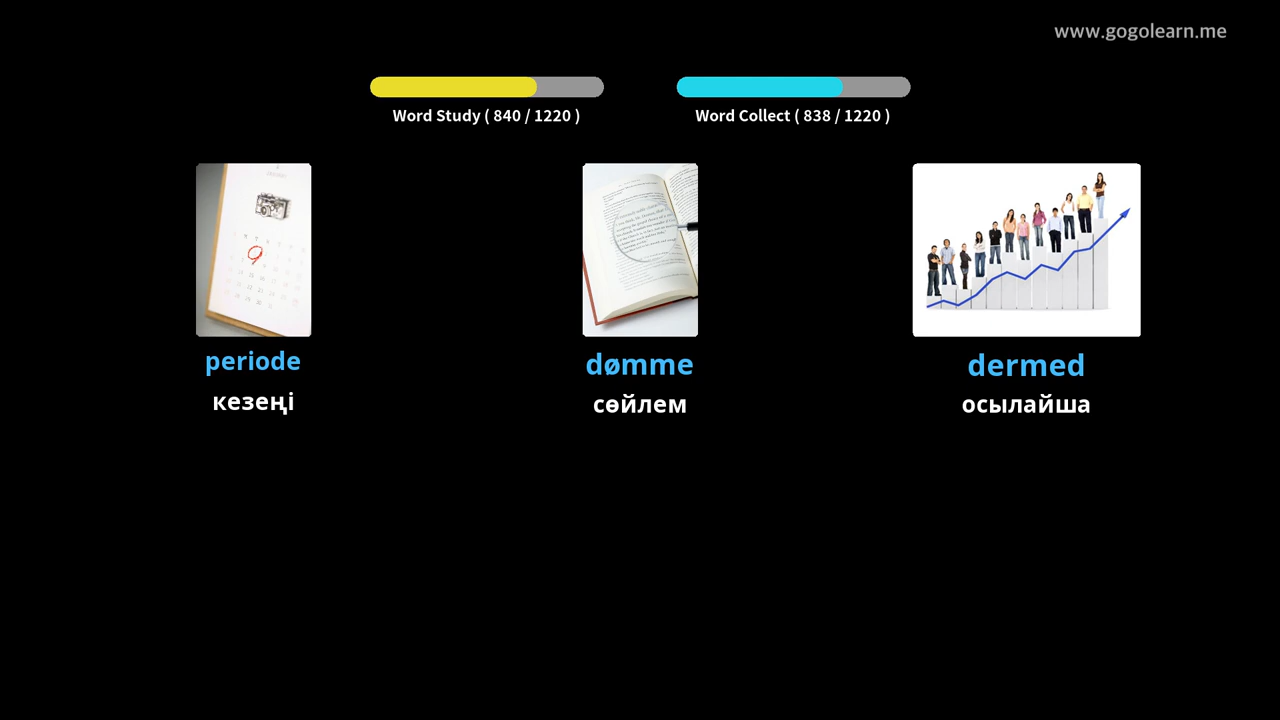 www.gogolearn.me
Word Study ( 840 / 1220 )
Word Collect ( 838 / 1220 )
periode
dømme
dermed
кезеңі
сөйлем
осылайша